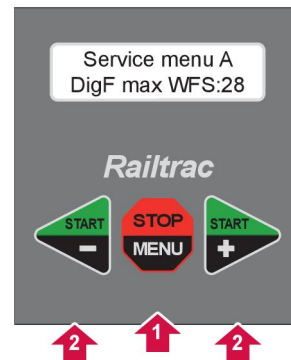 Service menu A
DigF max WFS:28
Railtrac
START STOP START
- MENU +
2 1 2